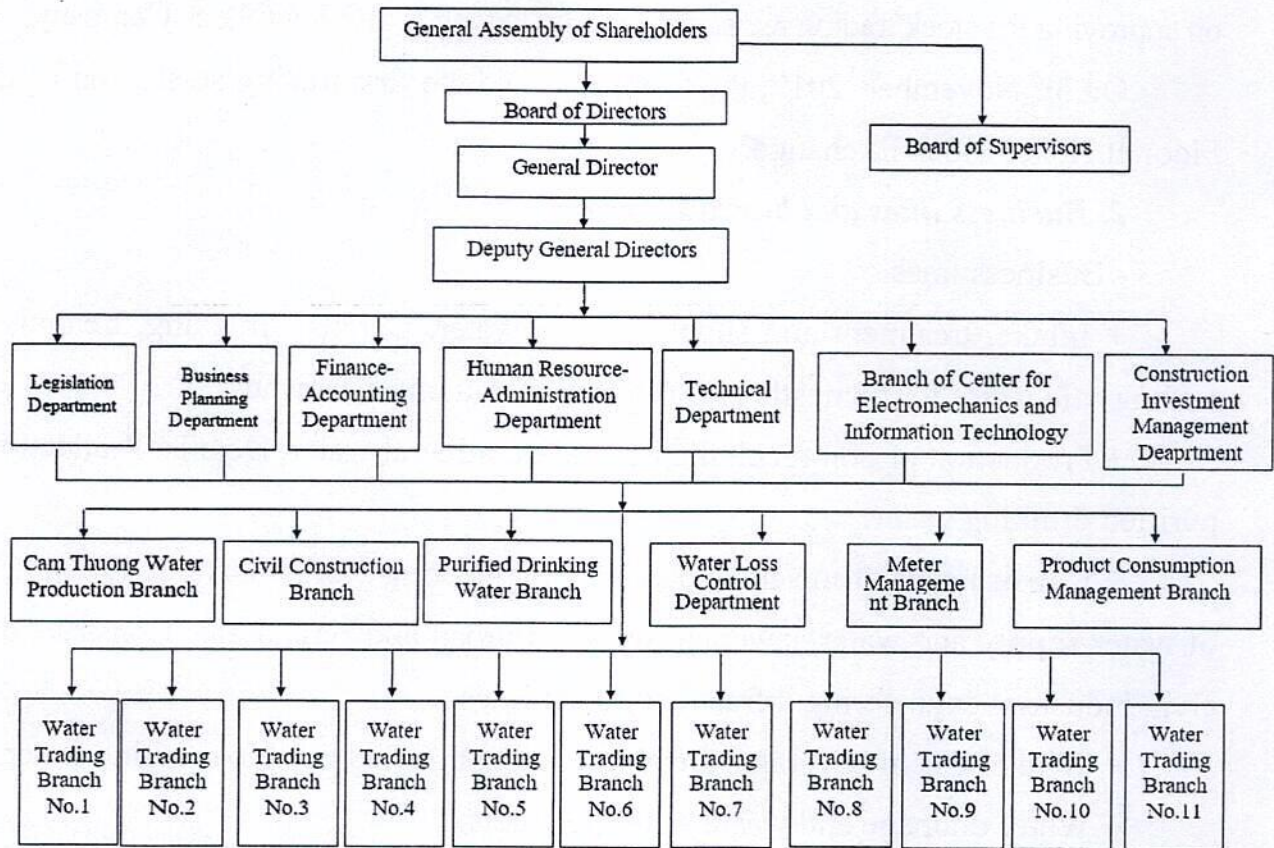 General Assembly of Shareholders
Board of Directors
Board of Supervisors
General Director
Deputy General Directors
Legislation
Department
Business
Planning
Department
Finance-
Accounting
Department
Human Resource-
Administration
Department
Technical
Department
Branch of Center for
Electromechanics and
Information Technology
Construction
Investment
Management
Deaprtment
Cam Thuong Water
Production Branch
Civil Construction
Branch
Purified Drinking
Water Branch
Water Loss
Control
Department
Meter
Manageme
nt Branch
Product Consumption
Management Branch
Water
Trading
Branch
No.1
Water
Trading
Branch
No.2
Water
Trading
Branch
No.3
Water
Trading
Branch
No.4
Water
Trading
Branch
No.5
Water
Trading
Branch
No.6
Water
Trading
Branch
No.7
Water
Trading
Branch
No.8
Water
Trading
Branch
No.9
Water
Trading
Branch
No.10
Water
Trading
Branch
No.11